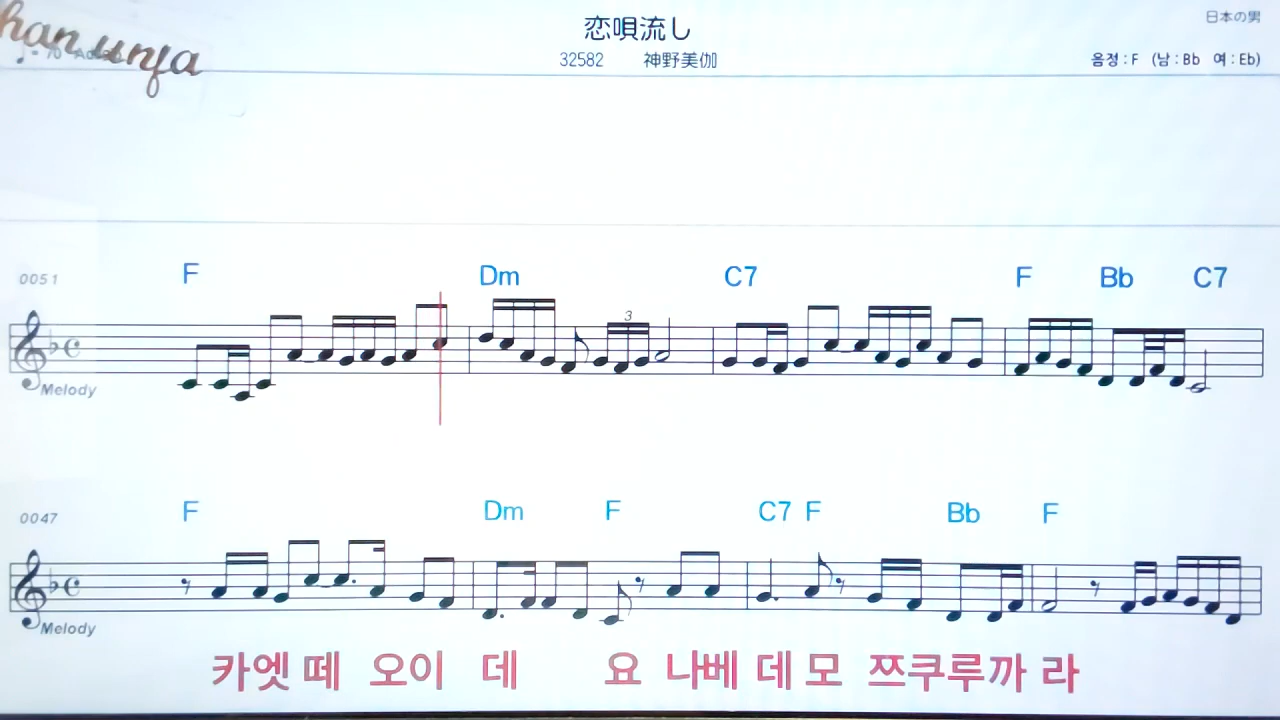 han unja
恋唄流し
日本の男
32582 神野美伽
음정 : F (남 : Bb 여 : Eb)
0051
F Dm C7 F Bb C7
3
Melody
0047
F Dm F C7 F Bb F
Melody
카엣 떼 오이 데 요 나베 데 모 쯔쿠루까 라